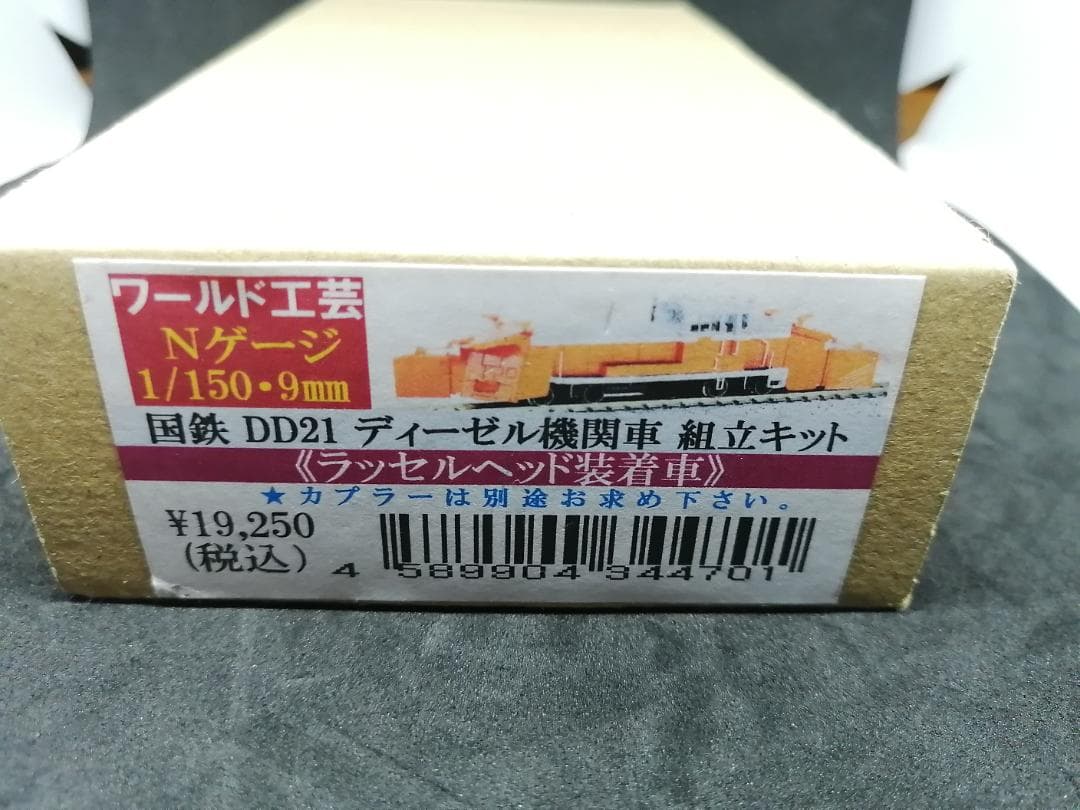 ワールド工芸
Nゲージ
1/150・9mm
国鉄 DD21 ディーゼル機関車 組立キット
《ラッセルヘッド装着車》
★カプラーは別途お求め下さい。
¥19,250
(税込)
4 589904 344701